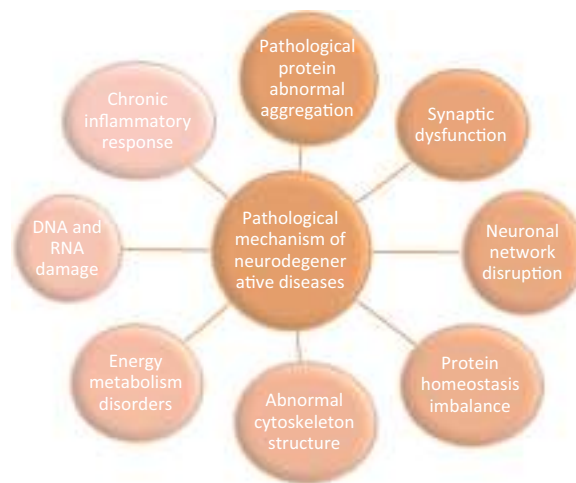 Pathological
protein
abnormal
aggregation
Chronic
inflammatory
response
Synaptic
dysfunction
DNA and
RNA
damage
Pathological
mechanism of
neurodegener
ative diseases
Neuronal
network
disruption
Energy
metabolism
disorders
Abnormal
cytoskeleton
structure
Protein
homeostasis
imbalance